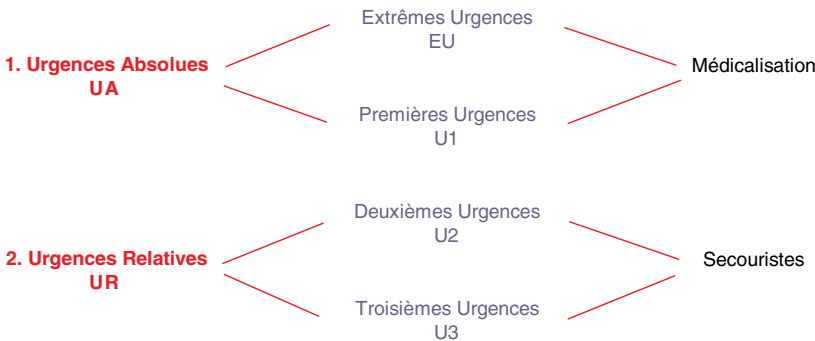 Extrêmes Urgences
EU
1. Urgences Absolues
UA
Médicalisation
Premières Urgences
U1
Deuxièmes Urgences
U2
2. Urgences Relatives
UR
Secouristes
Troisièmes Urgences
U3